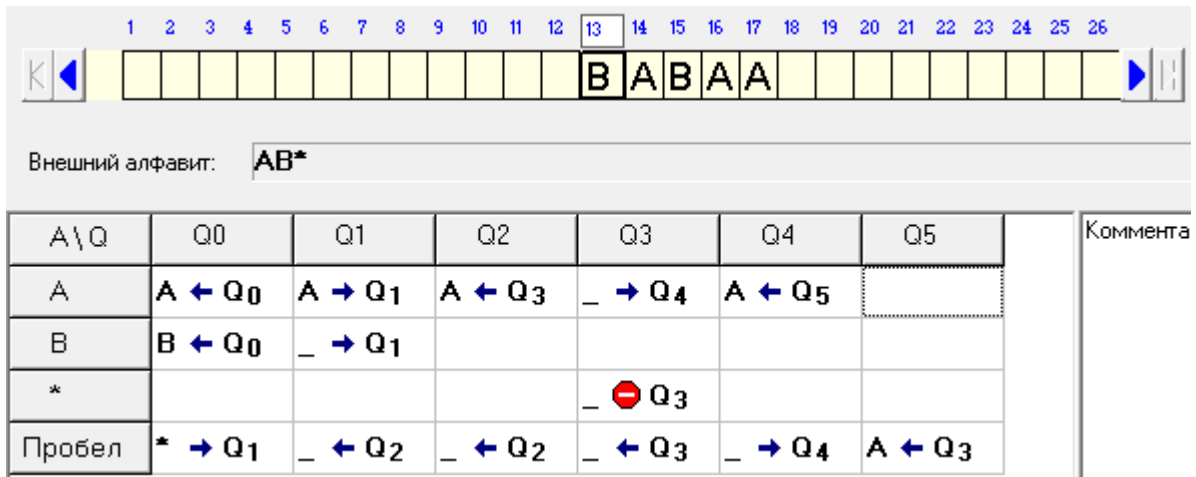 1 2 3 4 5 6 7 8 9 10 11 12 13 14 15 16 17 18 19 20 21 22 23 24 25 26
B A B A A
Внешний алфавит: AB*
A \ Q Q0 Q1 Q2 Q3 Q4 Q5 Коммента
A A ← Q0 A → Q1 A ← Q3 _ → Q4 A ← Q5
B B ← Q0 _ → Q1
* _ Q3
Пробел * → Q1 _ ← Q2 _ ← Q2 _ ← Q3 _ → Q4 A ← Q3